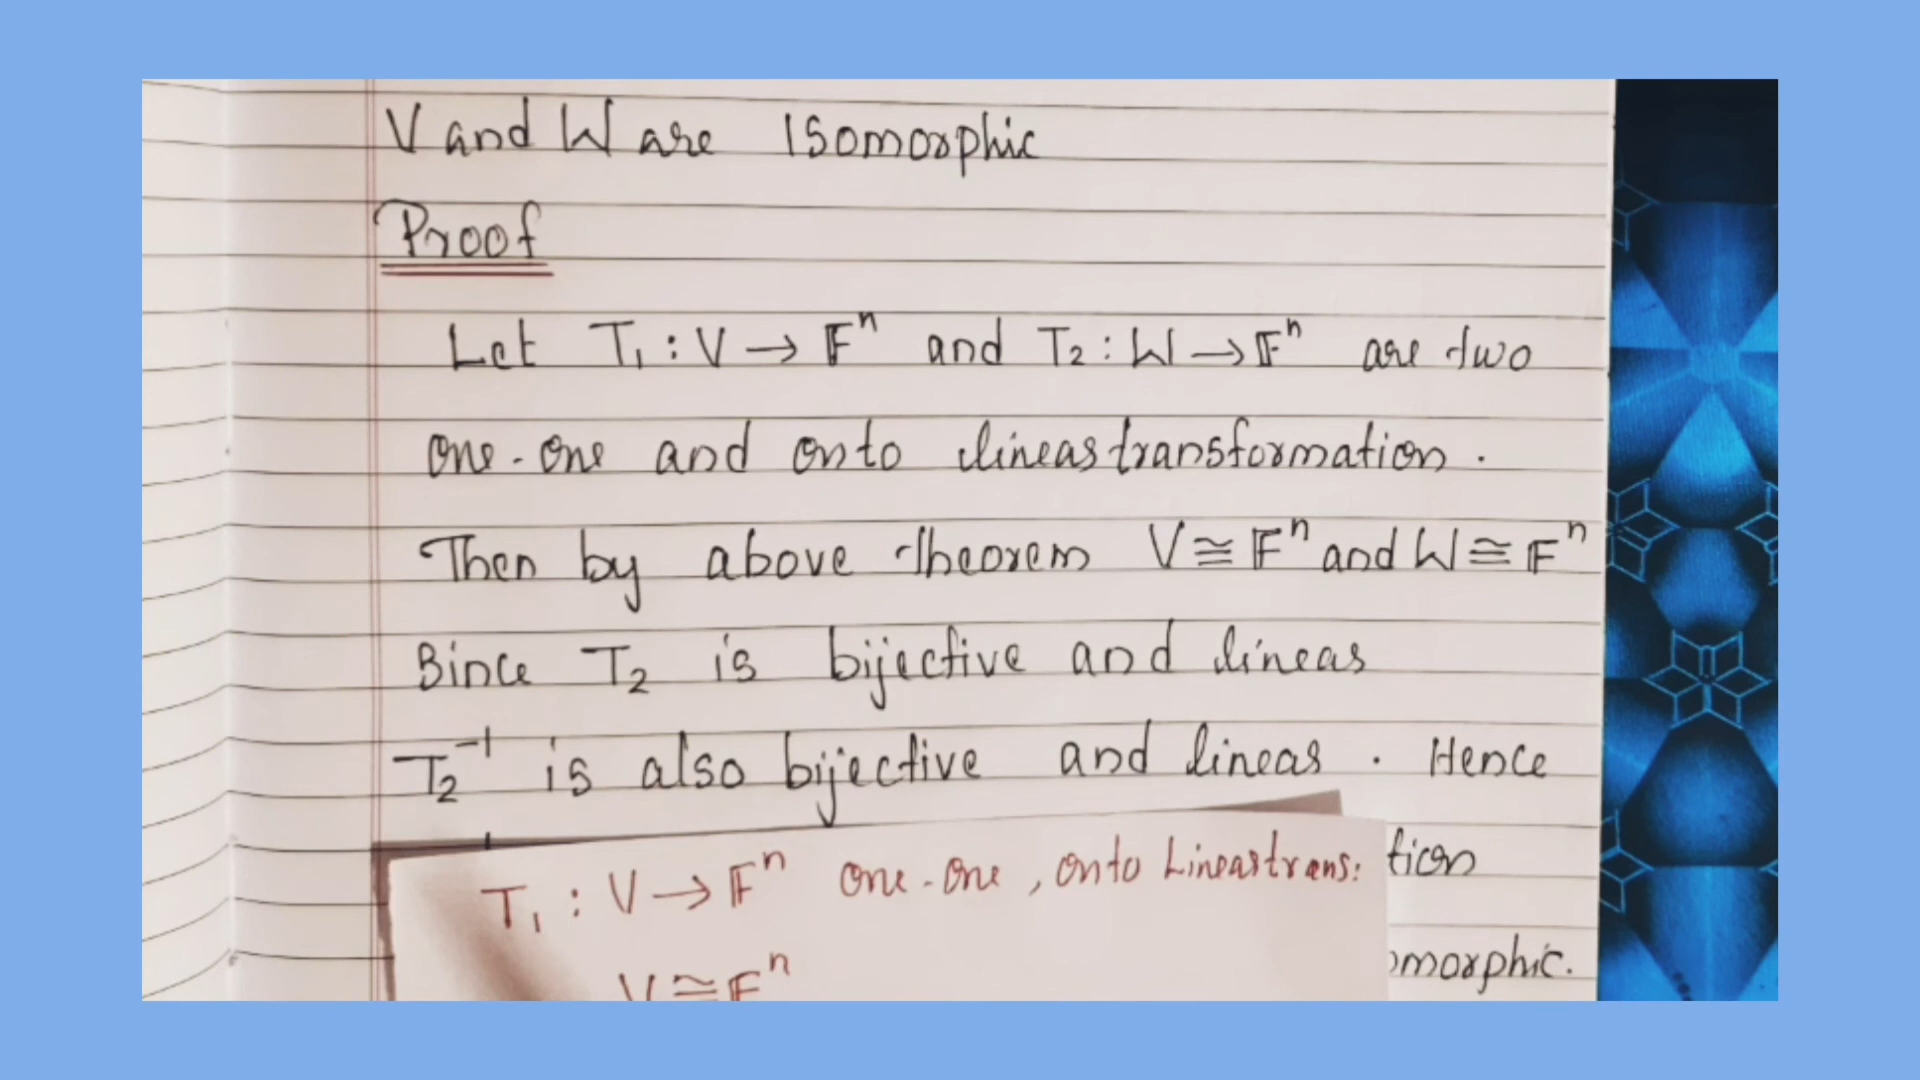 V and W are Isomorphic
Proof
Let T₁ : V → 𝔽ⁿ and T₂ : W → 𝔽ⁿ are two
one-one and onto linear transformation .
Then by above theorem V ≅ 𝔽ⁿ and W ≅ 𝔽ⁿ
Since T₂ is bijective and linear
T₂⁻¹ is also bijective and linear . Hence
tion
T₁ : V → 𝔽ⁿ one-one , onto Linear trans:
omorphic.
V ≅ 𝔽ⁿ